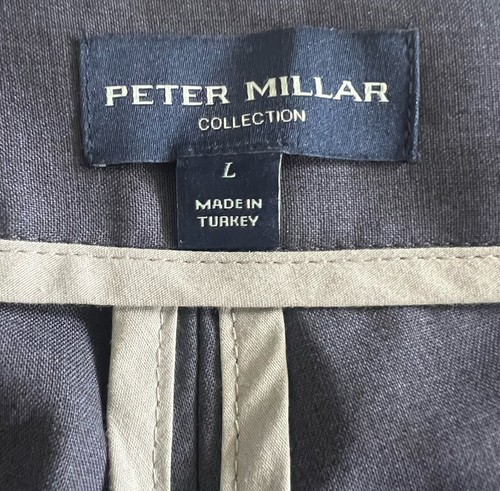 PETER MILLAR
COLLECTION
L
MADE IN
TURKEY